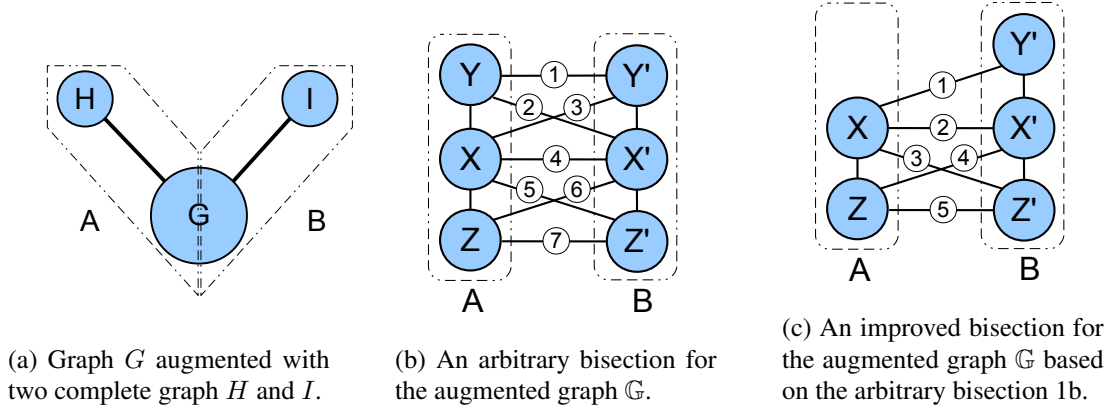 H
I
G
A
B
(a) Graph G augmented with
two complete graph H and I.
Y
1
Y'
2
3
X
4
X'
5
6
Z
7
Z'
A
B
(b) An arbitrary bisection for
the augmented graph 𝔾.
Y'
1
X
2
X'
3
4
Z
5
Z'
A
B
(c) An improved bisection for
the augmented graph 𝔾 based
on the arbitrary bisection 1b.